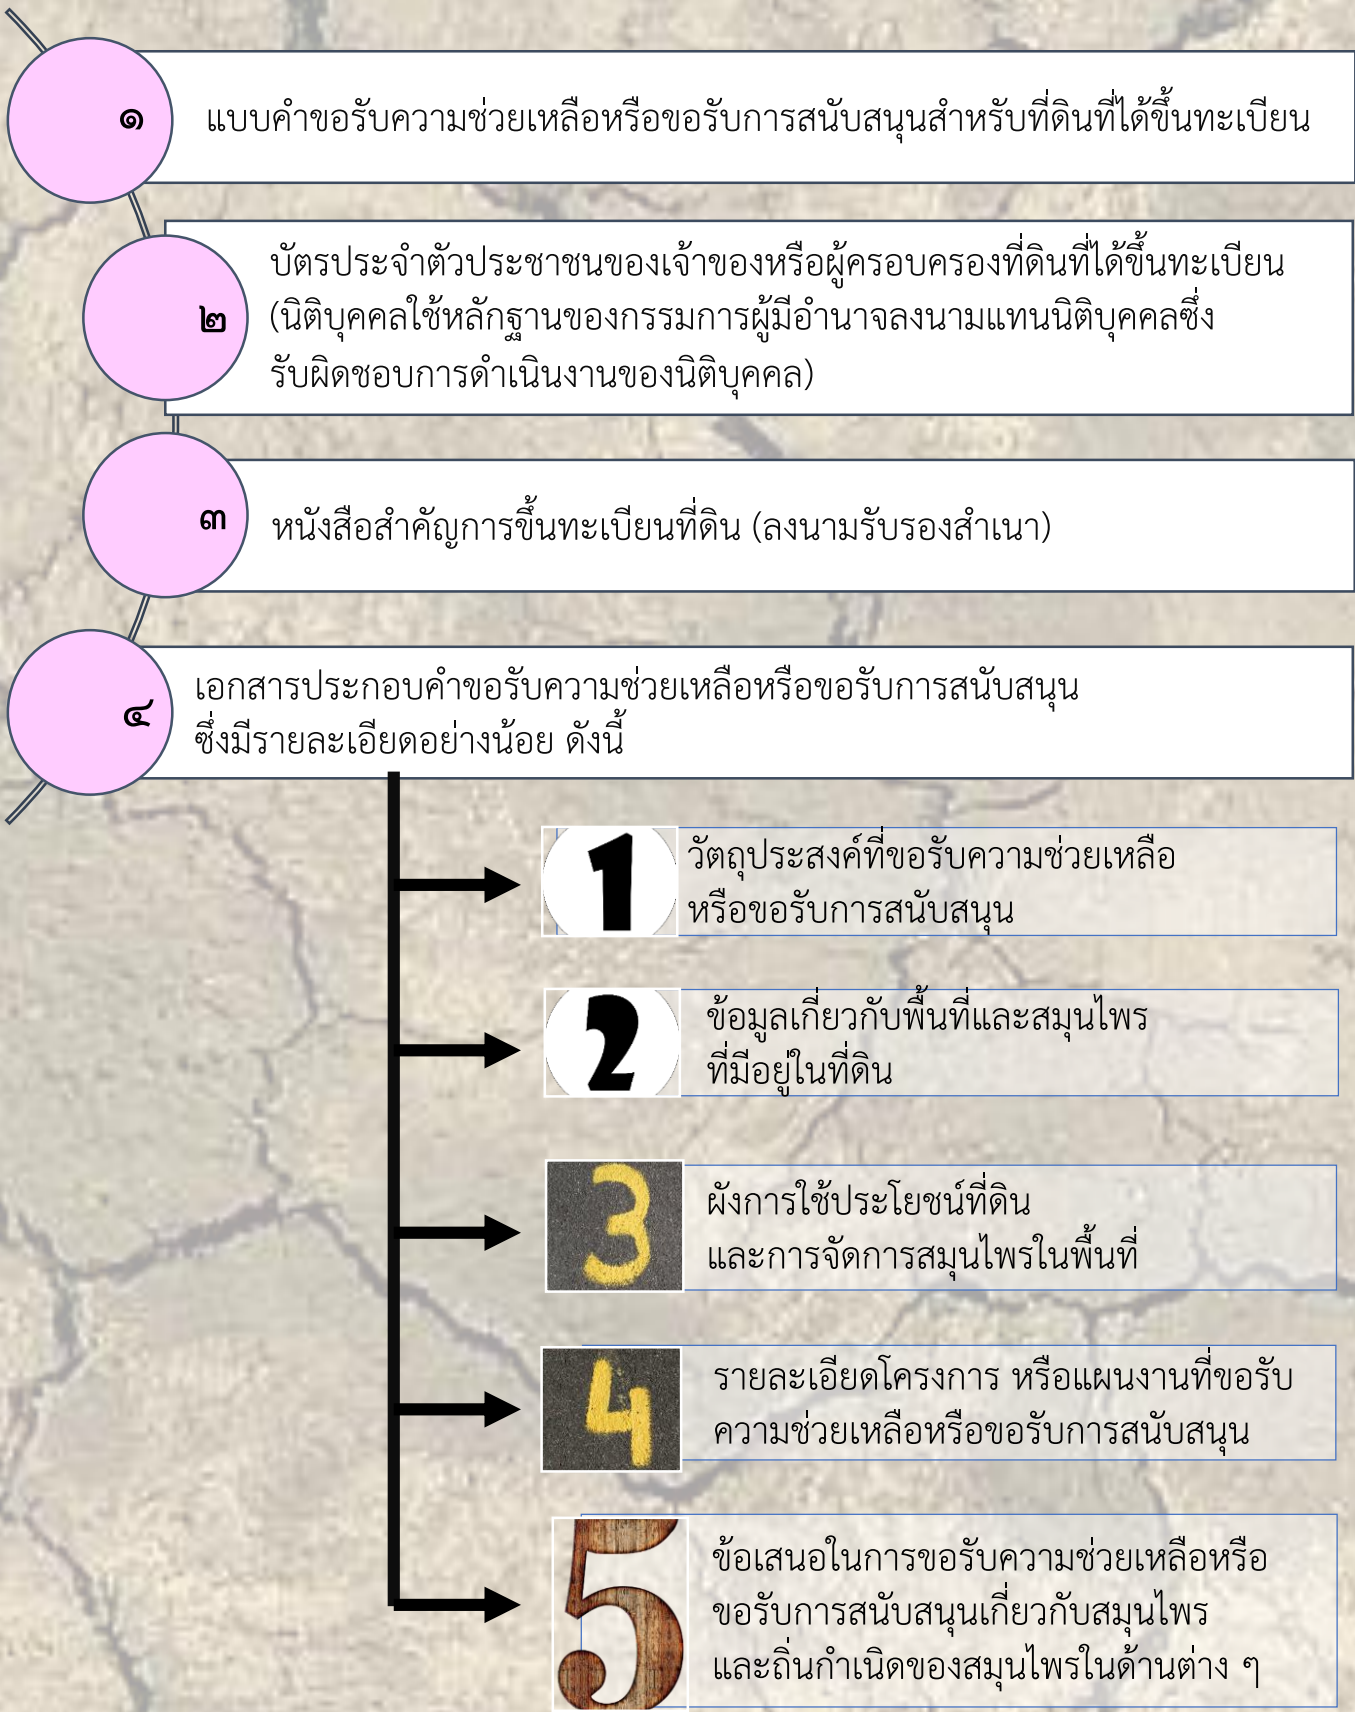 ๑
แบบคำขอรับความช่วยเหลือหรือขอรับการสนับสนุนสำหรับที่ดินที่ได้ขึ้นทะเบียน
๒
บัตรประจำตัวประชาชนของเจ้าของหรือผู้ครอบครองที่ดินที่ได้ขึ้นทะเบียน
(นิติบุคคลใช้หลักฐานของกรรมการผู้มีอำนาจลงนามแทนนิติบุคคลซึ่ง
รับผิดชอบการดำเนินงานของนิติบุคคล)
๓
หนังสือสำคัญการขึ้นทะเบียนที่ดิน (ลงนามรับรองสำเนา)
๔
เอกสารประกอบคำขอรับความช่วยเหลือหรือขอรับการสนับสนุน
ซึ่งมีรายละเอียดอย่างน้อย ดังนี้
1
วัตถุประสงค์ที่ขอรับความช่วยเหลือ
หรือขอรับการสนับสนุน
2
ข้อมูลเกี่ยวกับพื้นที่และสมุนไพร
ที่มีอยู่ในที่ดิน
3
ผังการใช้ประโยชน์ที่ดิน
และการจัดการสมุนไพรในพื้นที่
4
รายละเอียดโครงการ หรือแผนงานที่ขอรับ
ความช่วยเหลือหรือขอรับการสนับสนุน
5
ข้อเสนอในการขอรับความช่วยเหลือหรือ
ขอรับการสนับสนุนเกี่ยวกับสมุนไพร
และถิ่นกำเนิดของสมุนไพรในด้านต่าง ๆ